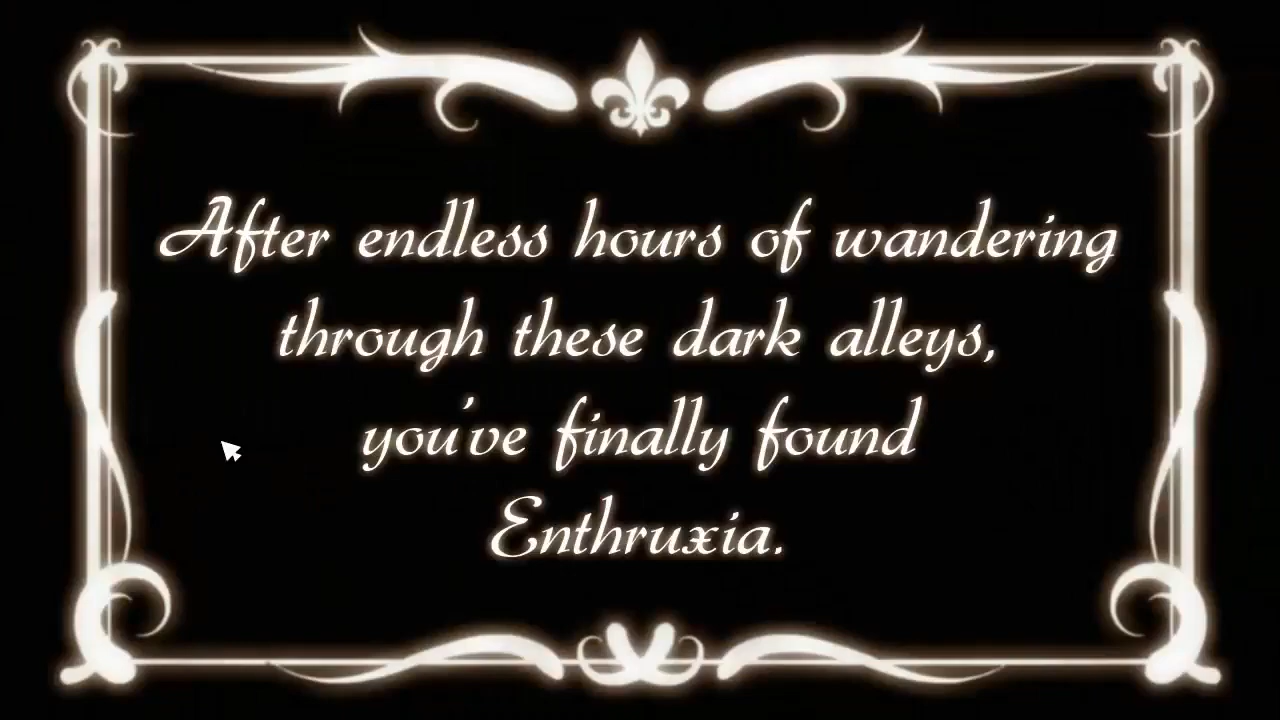 After endless hours of wandering
through these dark alleys,
you've finally found
Enthruxia.